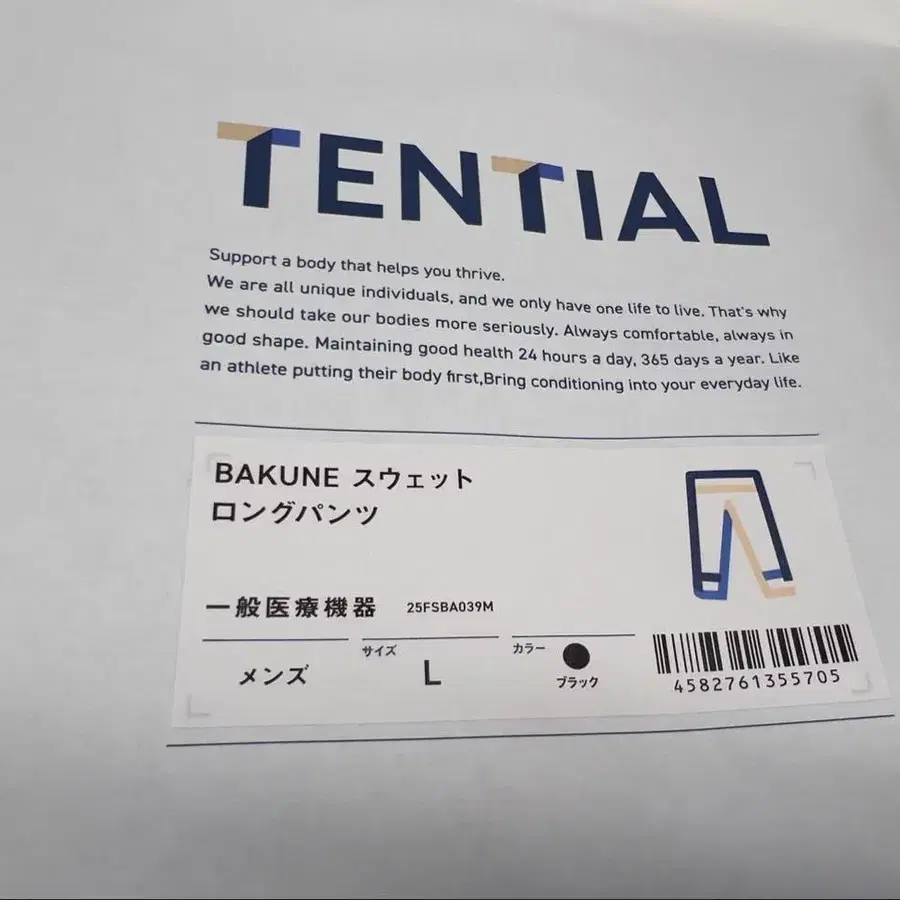 TENTIAL
Support a body that helps you thrive.
We are all unique individuals, and we only have one life to live. That's why
we should take our bodies more seriously. Always comfortable, always in
good shape. Maintaining good health 24 hours a day, 365 days a year. Like
an athlete putting their body first,Bring conditioning into your everyday life.
BAKUNE スウェット
ロングパンツ
一般医療機器 25FSBA039M
メンズ
サイズ
L
カラー
ブラック
4582761355705